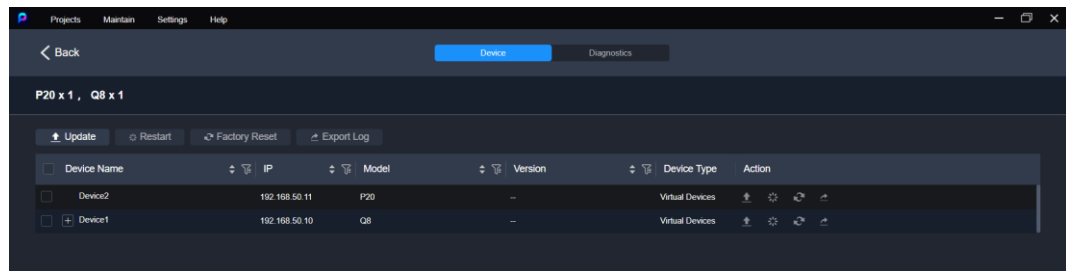 Projects Maintain Settings Help
Back Device Diagnostics
P20 x 1 , Q8 x 1
Update Restart Factory Reset Export Log
Device Name IP Model Version Device Type Action
Device2 192.168.50.11 P20 -- Virtual Devices
Device1 192.168.50.10 Q8 -- Virtual Devices